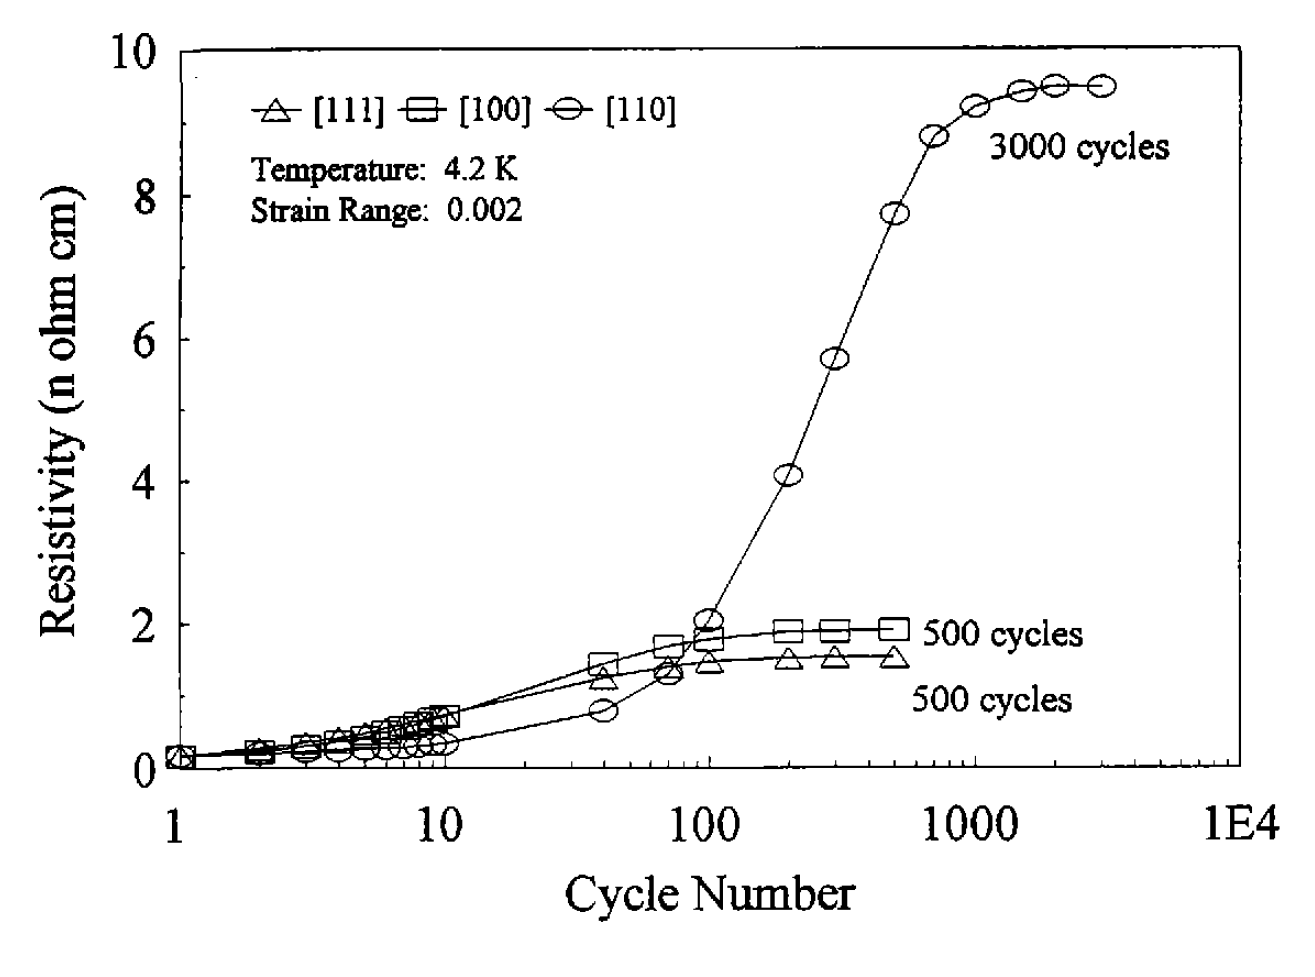 10
[111] [100] [110]
3000 cycles
Temperature: 4.2 K
8
Strain Range: 0.002
6
Resistivity (n ohm cm)
4
2
500 cycles
500 cycles
0
1 10 100 1000 1E4
Cycle Number